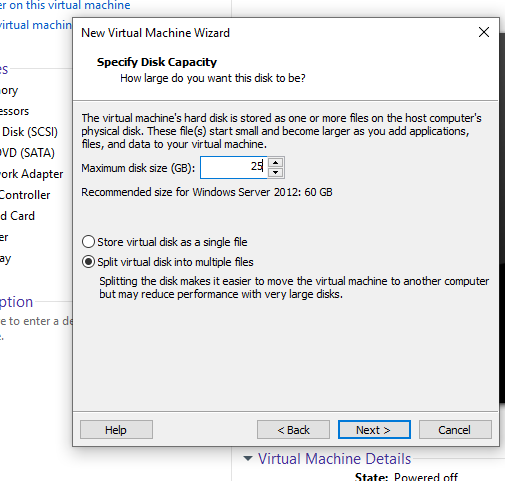 er on this virtual machine
virtual machine
New Virtual Machine Wizard
Specify Disk Capacity
How large do you want this disk to be?
es
ory
essors
Disk (SCSI)
VD (SATA)
ork Adapter
Controller
d Card
er
ay
ption
e to enter a de
e.
The virtual machine's hard disk is stored as one or more files on the host computer's
physical disk. These file(s) start small and become larger as you add applications,
files, and data to your virtual machine.
Maximum disk size (GB): 25
Recommended size for Windows Server 2012: 60 GB
Store virtual disk as a single file
Split virtual disk into multiple files
Splitting the disk makes it easier to move the virtual machine to another computer
but may reduce performance with very large disks.
Help < Back Next > Cancel
Virtual Machine Details
State: Powered off